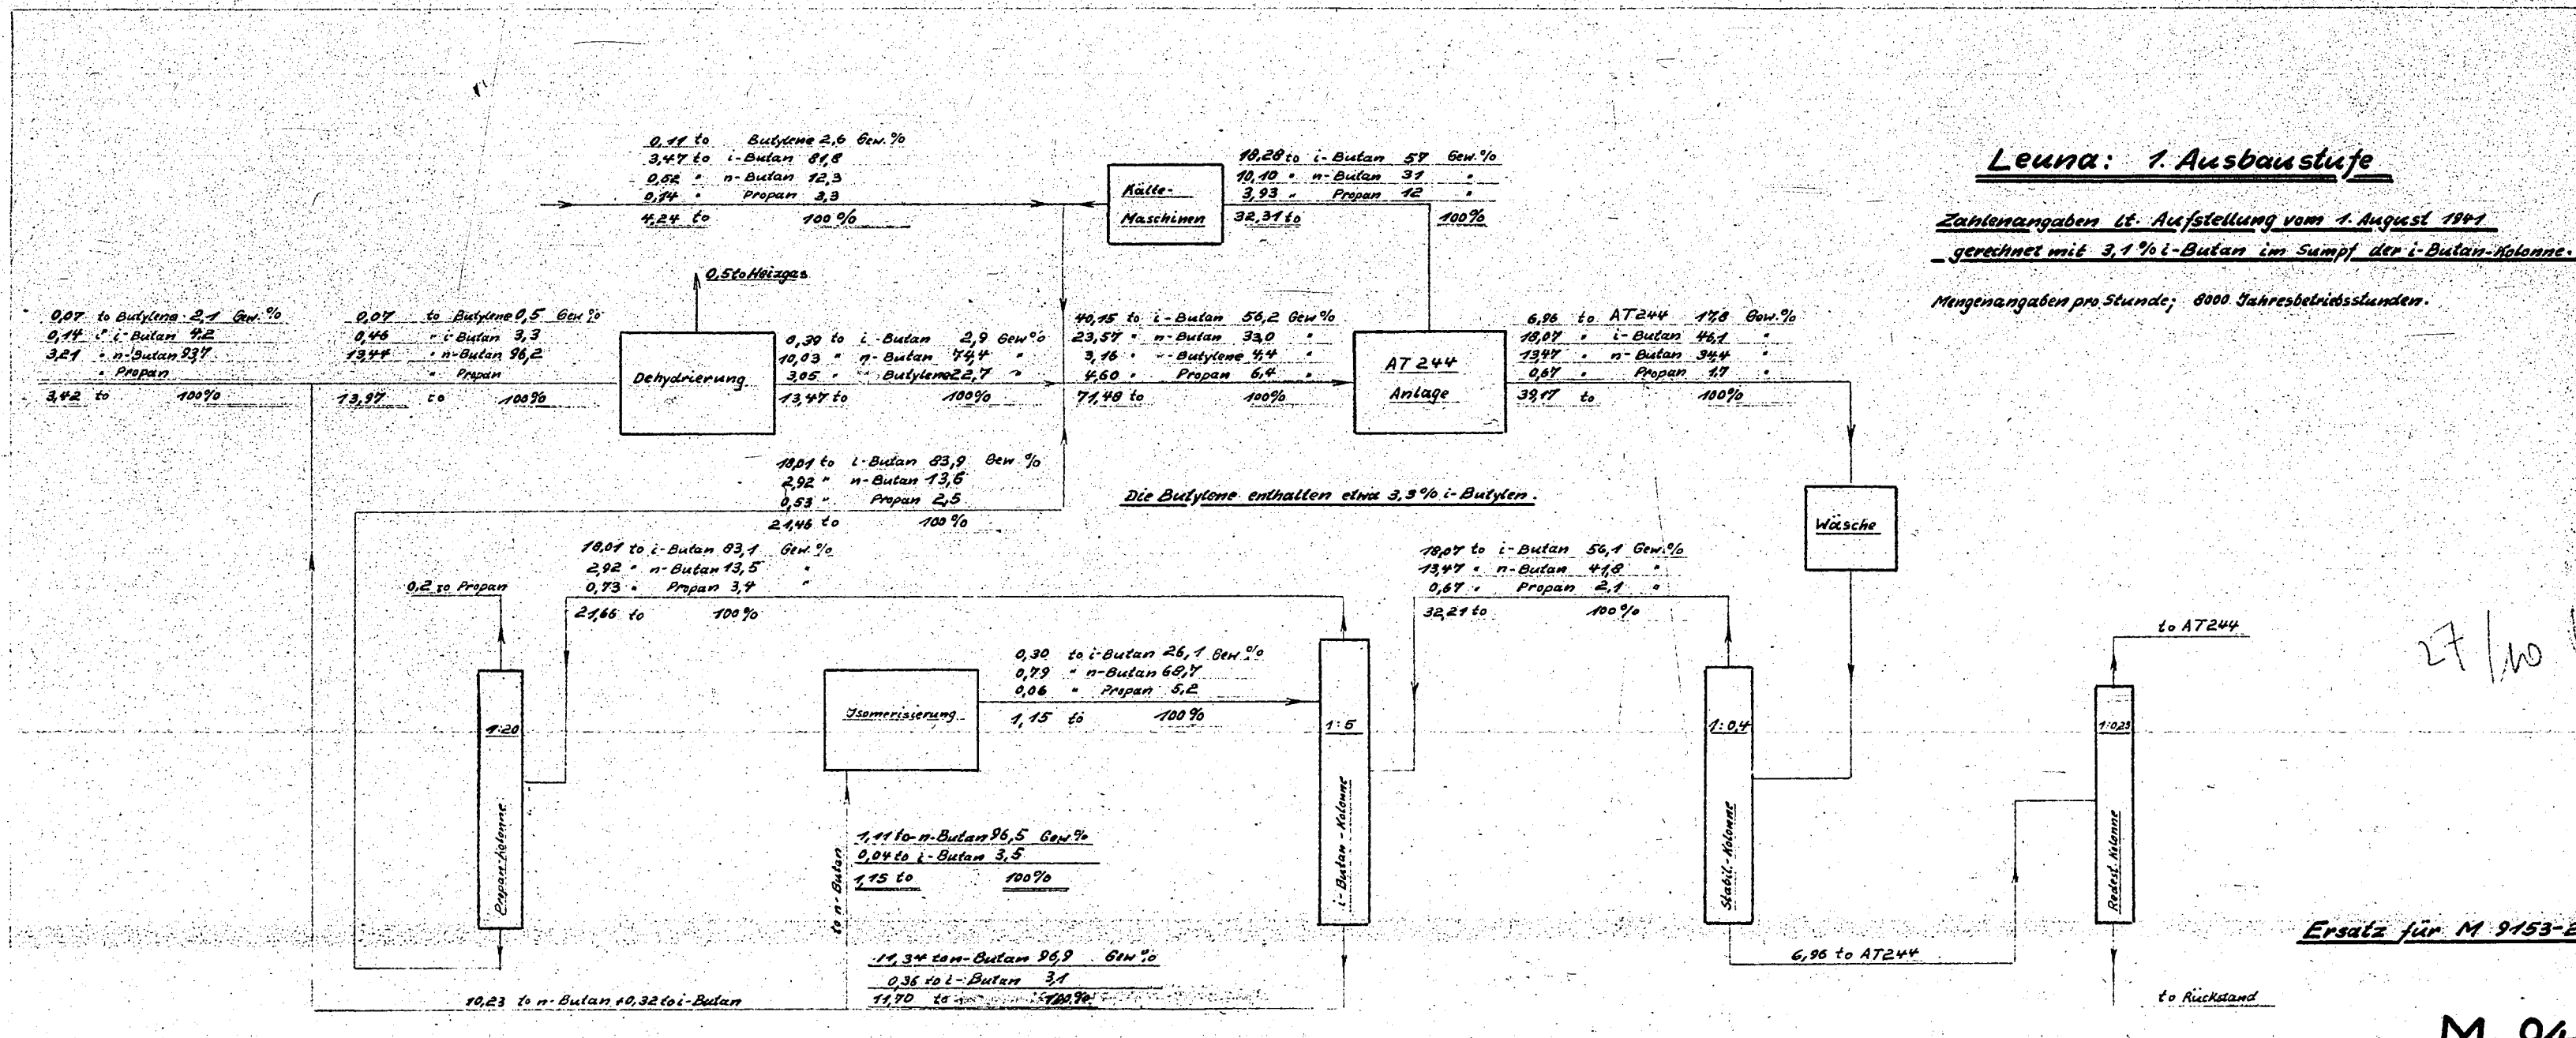 Leuna: 1. Ausbaustufe
Zahlenangaben lt. Aufstellung vom 1. August 1941
gerechnet mit 3,1 % i-Butan im Sumpf der i-Butan-Kolonne.
Mengenangaben pro Stunde; 8000 Jahresbetriebsstunden.
0,11 to Butylene 2,6 Gew.%
3,47 to i-Butan 81,8
0,52 " n-Butan 12,3
0,14 " Propan 3,3
4,24 to 100 %
Kälte-
Maschinen
18,28 to i-Butan 57 Gew.%
10,10 " n-Butan 31 "
3,93 " Propan 12 "
32,31 to 100%
0,5 to Heizgas
0,07 to Butylene 2,1 Gew.%
0,14 " i-Butan 4,2
3,21 " n-Butan 93,7
" Propan
3,42 to 100%
0,07 to Butylene 0,5 Gew.%
0,46 " i-Butan 3,3
13,44 " n-Butan 96,2
" Propan
13,97 to 100%
Dehydrierung
0,39 to i-Butan 2,9 Gew%
10,03 " n-Butan 74,4 "
3,05 " Butylene 22,7 "
13,47 to 100%
40,15 to i-Butan 56,2 Gew.%
23,57 " n-Butan 33,0 "
3,16 " Butylene 4,4 "
4,60 " Propan 6,4 "
71,48 to 100%
AT 244
Anlage
6,96 to AT244 17,8 Gew.%
18,07 " i-Butan 46,1 "
13,47 " n-Butan 34,4 "
0,67 " Propan 1,7 "
39,17 to 100%
18,01 to i-Butan 83,9 Gew.%
2,92 " n-Butan 13,6
0,53 " Propan 2,5
21,46 to 100 %
Die Butylene enthalten etwa 3,3% i-Butylen.
Wäsche
18,01 to i-Butan 83,1 Gew.%
2,92 " n-Butan 13,5 "
0,73 " Propan 3,4 "
21,66 to 100%
0,2 to Propan
18,07 to i-Butan 56,1 Gew.%
13,47 " n-Butan 41,8 "
0,67 " Propan 2,1 "
32,21 to 100%
to AT244
27/10
0,30 to i-Butan 26,1 Gew.%
0,79 " n-Butan 68,7
0,06 " Propan 5,2
1,15 to 100%
Isomerisierung
1:20
Propan-Kolonne
1:5
i-Butan-Kolonne
1:0,4
Stabil.-Kolonne
1:0,25
Redest. Kolonne
1,11 to n-Butan 96,5 Gew%
0,04 to i-Butan 3,5
1,15 to 100%
to n-Butan
11,34 to n-Butan 96,9 Gew%
0,36 to i-Butan 3,1
11,70 to 100%
10,23 to n-Butan + 0,32 to i-Butan
6,96 to AT244
to Rückstand
Ersatz für M 9153-2
M 94